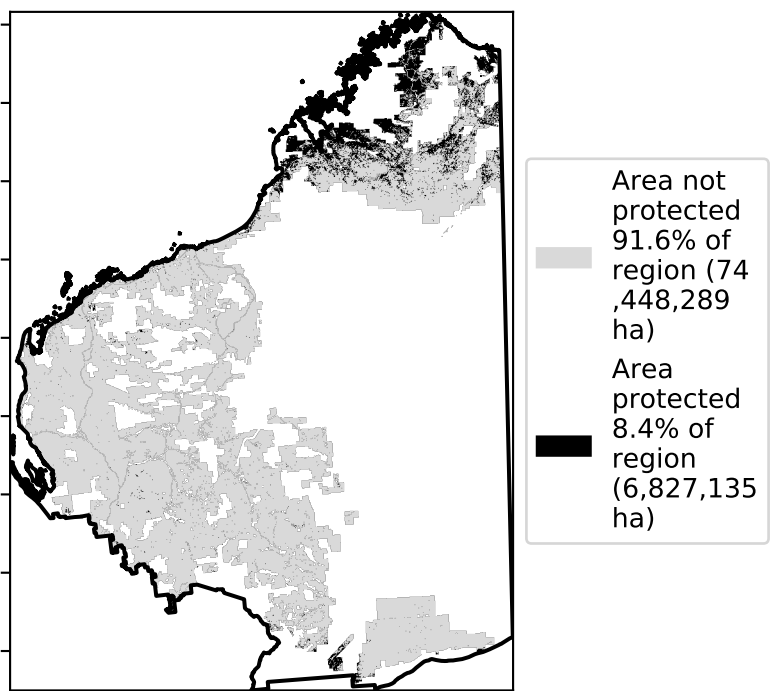 Area not
protected
91.6% of
region (74
,448,289
ha)
Area
protected
8.4% of
region
(6,827,135
ha)